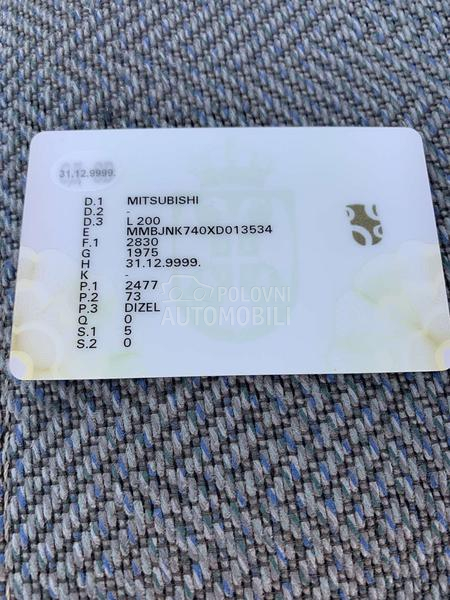 31.12.9999.
D.1 MITSUBISHI
D.2 -
D.3 L 200
E MMBJNK740XD013534
F.1 2830
G 1975
H 31.12.9999.
K -
P.1 2477
P.2 73
P.3 DIZEL
Q 0
S.1 5
S.2 0
POLOVNI
AUTOMOBILI